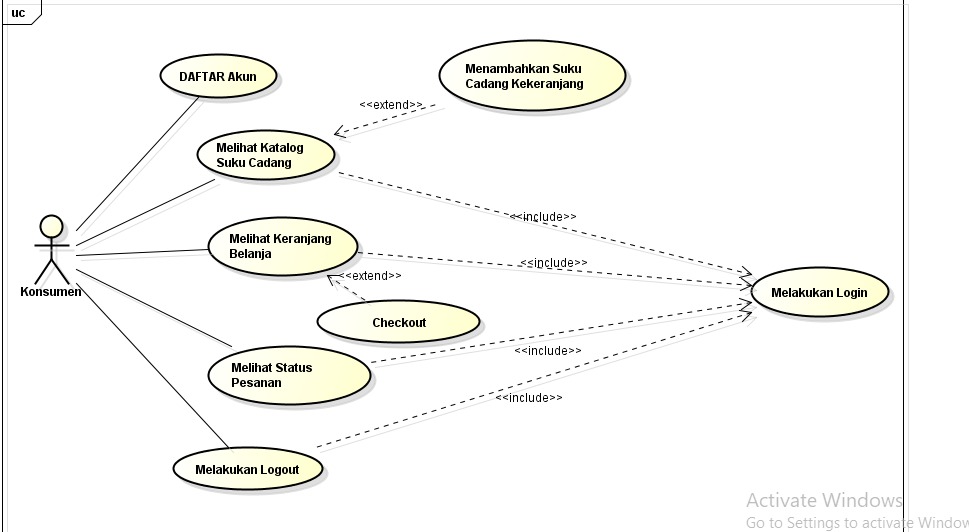 uc
DAFTAR Akun
Menambahkan Suku
Cadang Kekeranjang
<<extend>>
Melihat Katalog
Suku Cadang
<<include>>
Melihat Keranjang
Belanja
<<include>>
<<extend>>
Konsumen
Melakukan Login
Checkout
<<include>>
Melihat Status
Pesanan
<<include>>
Melakukan Logout
Activate Windows
Go to Settings to activate Window